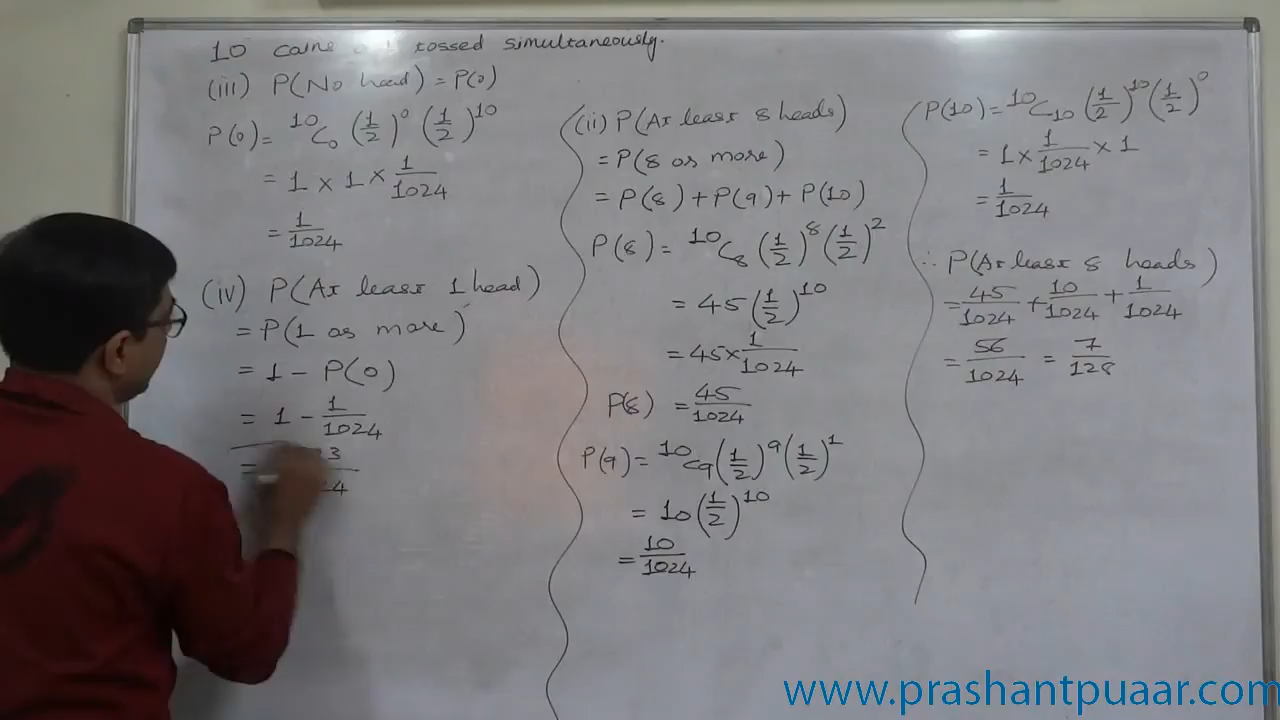 10 coins tossed simultaneously.
(iii) P(No head) = P(0)
P(0) = ¹⁰C₀ (1/2)⁰ (1/2)¹⁰
= 1 × 1 × 1/1024
= 1/1024
(iv) P(At least 1 head)
= P(1 or more)
= 1 - P(0)
= 1 - 1/1024
=
(ii) P(At least 8 heads)
= P(8 or more)
= P(8) + P(9) + P(10)
P(8) = ¹⁰C₈ (1/2)⁸ (1/2)²
= 45 (1/2)¹⁰
= 45 × 1/1024
P(8) = 45/1024
P(9) = ¹⁰C₉ (1/2)⁹ (1/2)¹
= 10 (1/2)¹⁰
= 10/1024
P(10) = ¹⁰C₁₀ (1/2)¹⁰ (1/2)⁰
= 1 × 1/1024 × 1
= 1/1024
∴ P(At least 8 heads)
= 45/1024 + 10/1024 + 1/1024
= 56/1024 = 7/128
www.prashantpuaar.com